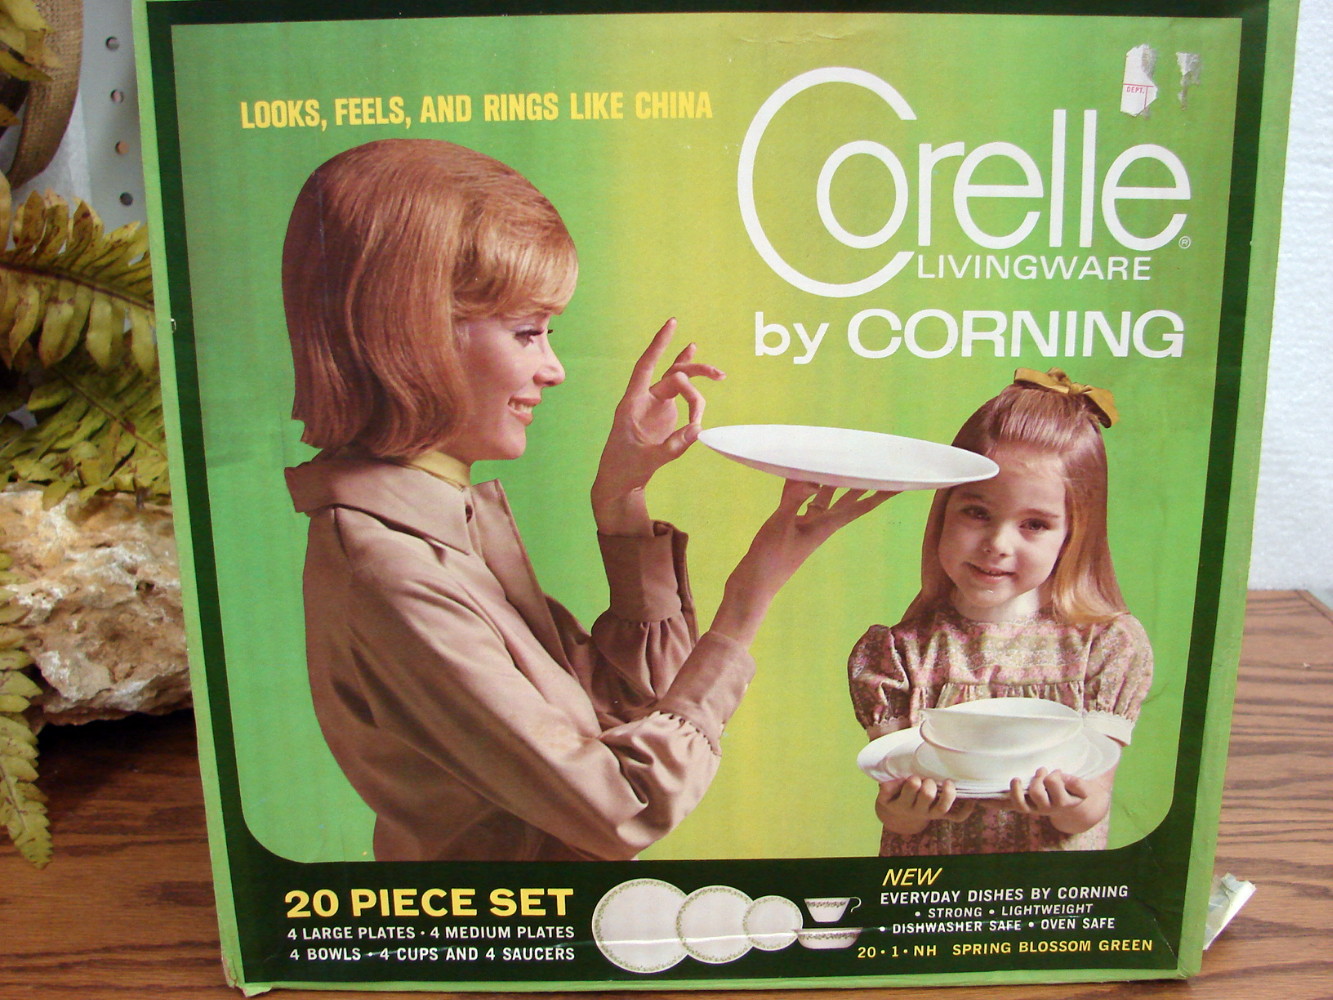 LOOKS, FEELS, AND RINGS LIKE CHINA
DEPT.
Corelle®
LIVINGWARE
by CORNING
20 PIECE SET
4 LARGE PLATES • 4 MEDIUM PLATES
4 BOWLS • 4 CUPS AND 4 SAUCERS
NEW
EVERYDAY DISHES BY CORNING
• STRONG • LIGHTWEIGHT
• DISHWASHER SAFE • OVEN SAFE
20 • 1 • NH SPRING BLOSSOM GREEN